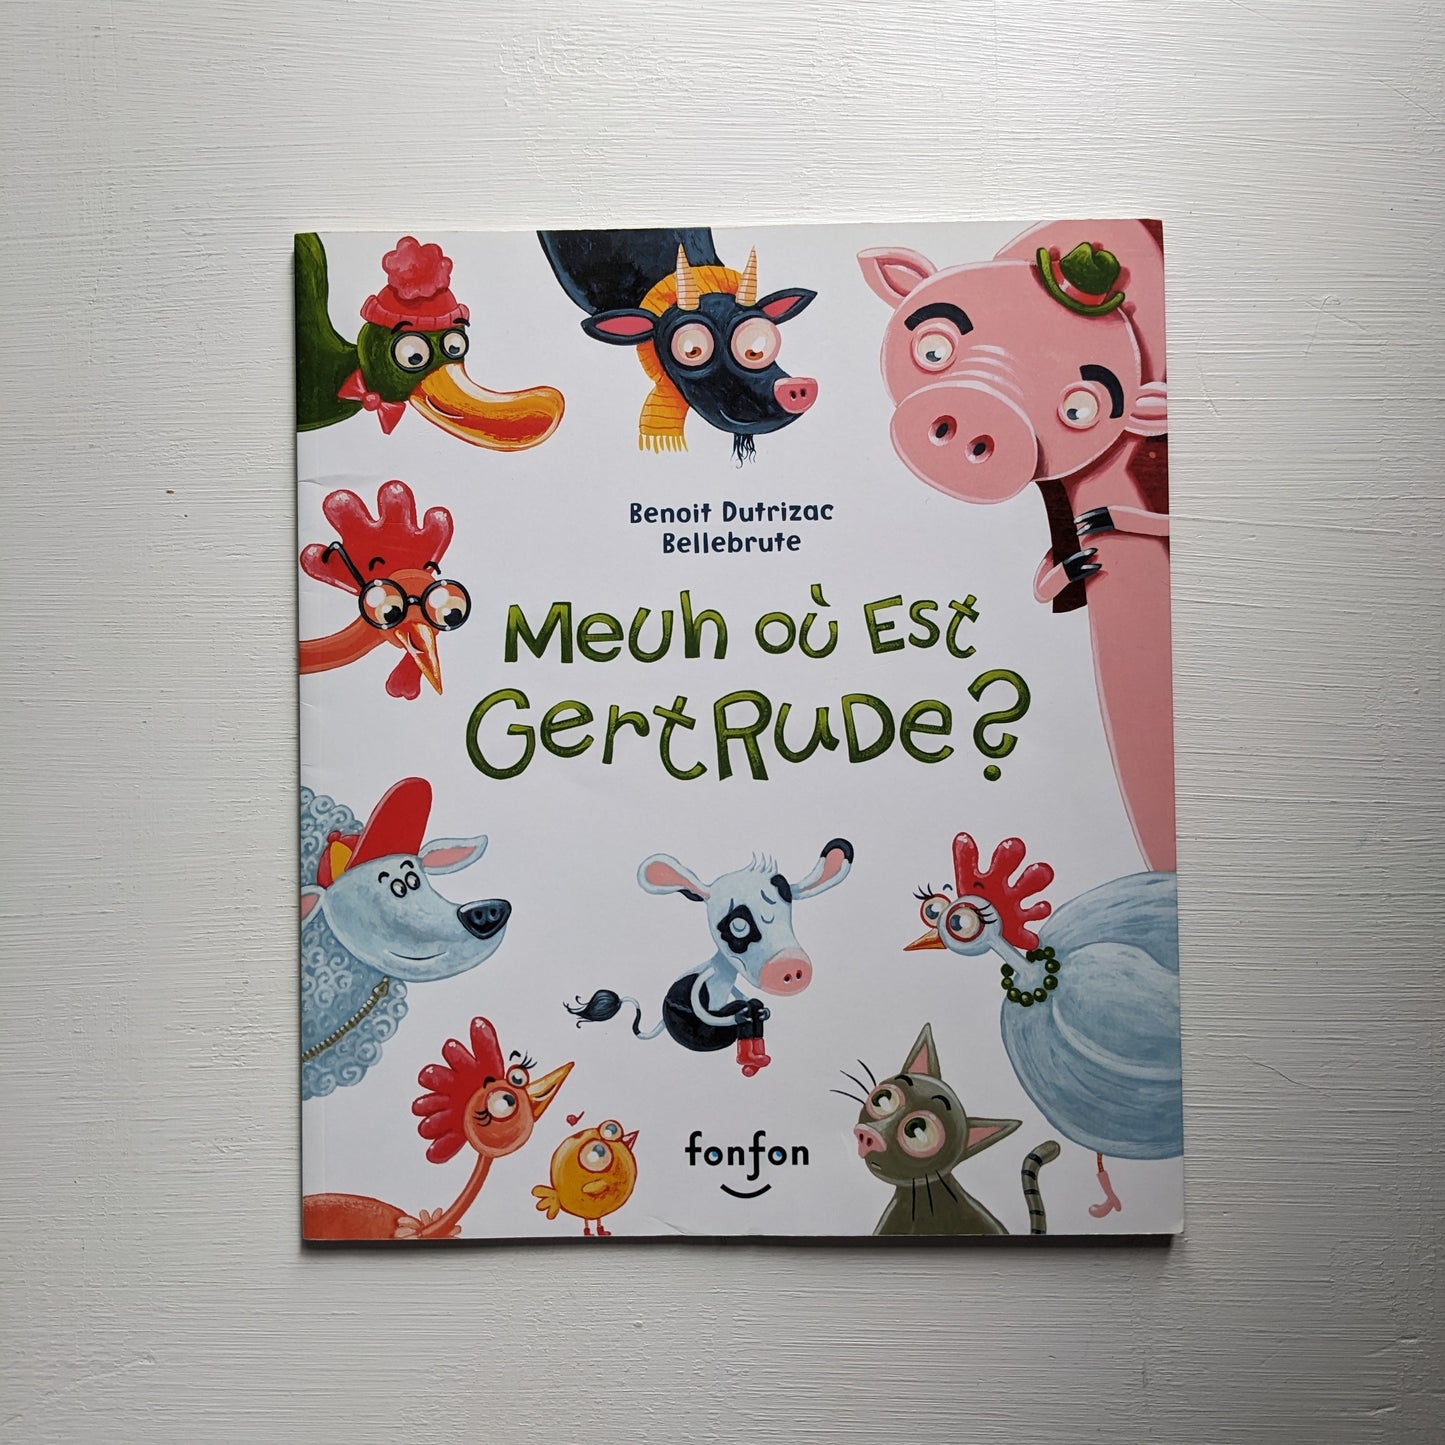 Benoit Dutrizac
Bellebrute
Meuh où Est
GertRuDe?
fonfon